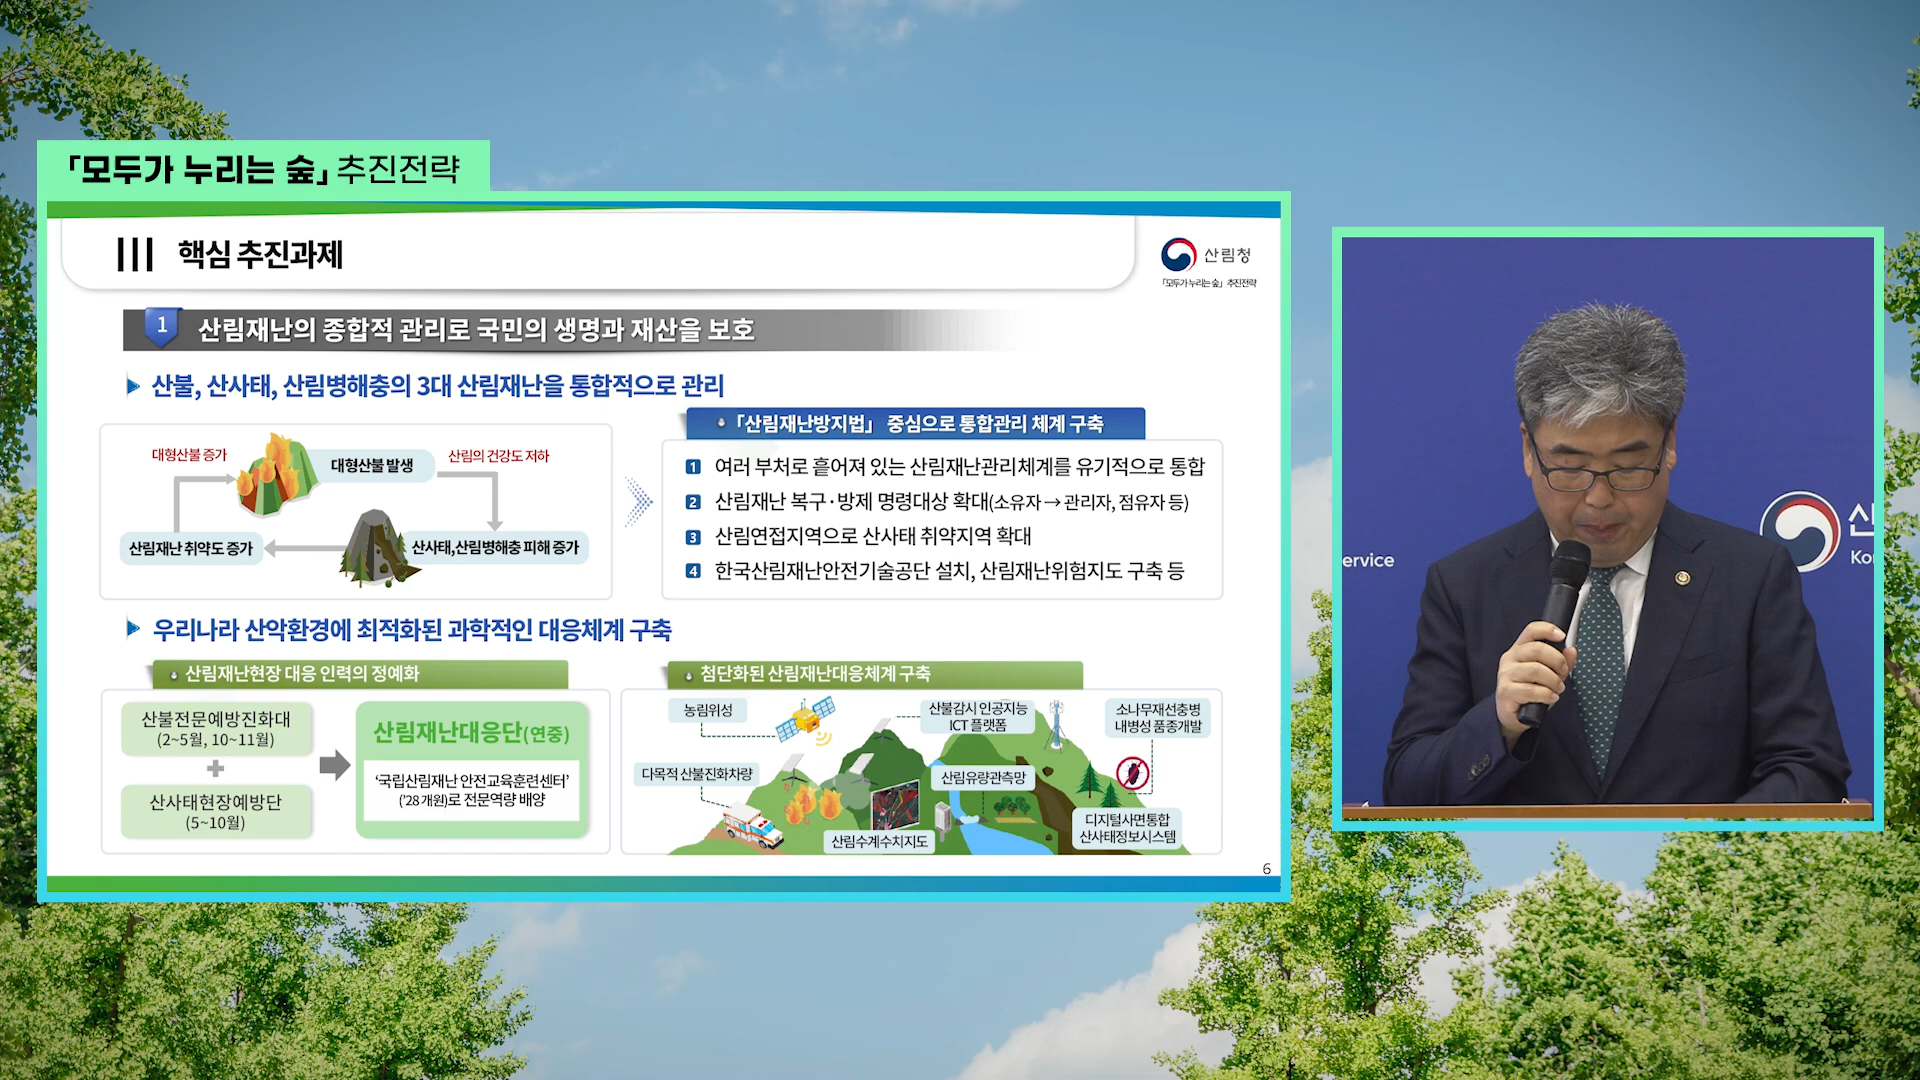 「모두가 누리는 숲」 추진전략
III 핵심 추진과제
산림청
「모두가 누리는 숲」 추진전략
1 산림재난의 종합적 관리로 국민의 생명과 재산을 보호
산불, 산사태, 산림병해충의 3대 산림재난을 통합적으로 관리
대형산불 증가
대형산불 발생
산림의 건강도 저하
산림재난 취약도 증가
산사태,산림병해충 피해 증가
「산림재난방지법」 중심으로 통합관리 체계 구축
1 여러 부처로 흩어져 있는 산림재난관리체계를 유기적으로 통합
2 산림재난 복구·방제 명령대상 확대(소유자→관리자, 점유자 등)
3 산림연접지역으로 산사태 취약지역 확대
4 한국산림재난안전기술공단 설치, 산림재난위험지도 구축 등
우리나라 산악환경에 최적화된 과학적인 대응체계 구축
산림재난현장 대응 인력의 정예화
산불전문예방진화대
(2~5월, 10~11월)
+
산사태현장예방단
(5~10월)
산림재난대응단(연중)
‘국립산림재난 안전교육훈련센터’
(’28개원)로 전문역량 배양
첨단화된 산림재난대응체계 구축
농림위성
산불감시 인공지능
ICT 플랫폼
소나무재선충병
내병성 품종개발
다목적 산불진화차량
산림유량관측망
산림수계수치지도
디지털사면통합
산사태정보시스템
6
ervice
산
Ko